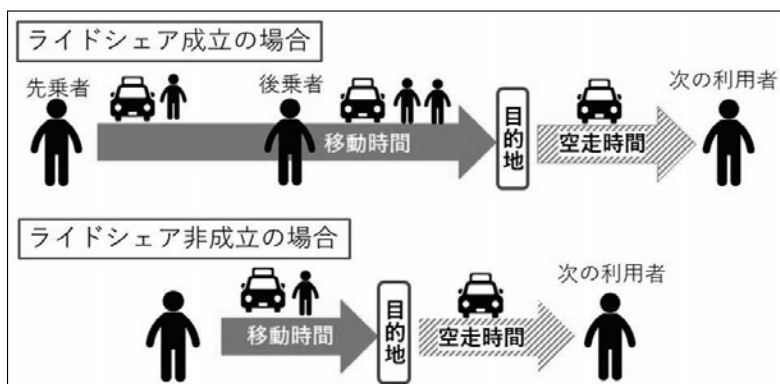 ライドシェア成立の場合
先乗者
後乗者
次の利用者
移動時間
目的地
空走時間
ライドシェア非成立の場合
次の利用者
移動時間
目的地
空走時間